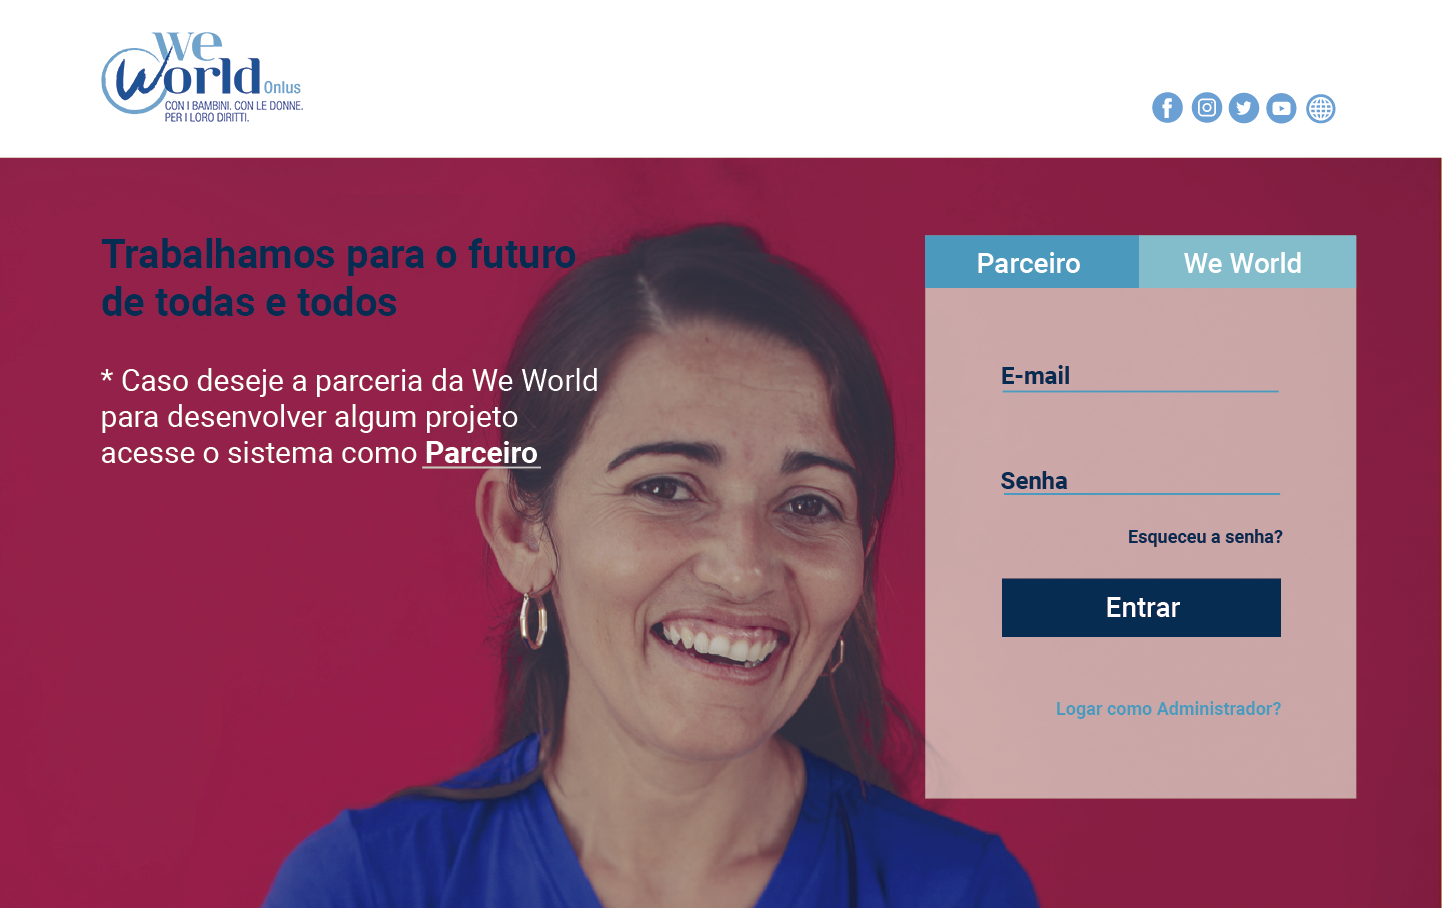 We
World Onlus
CON I BAMBINI. CON LE DONNE.
PER I LORO DIRITTI.
Trabalhamos para o futuro
de todas e todos
* Caso deseje a parceria da We World
para desenvolver algum projeto
acesse o sistema como Parceiro
Parceiro
We World
E-mail
Senha
Esqueceu a senha?
Entrar
Logar como Administrador?